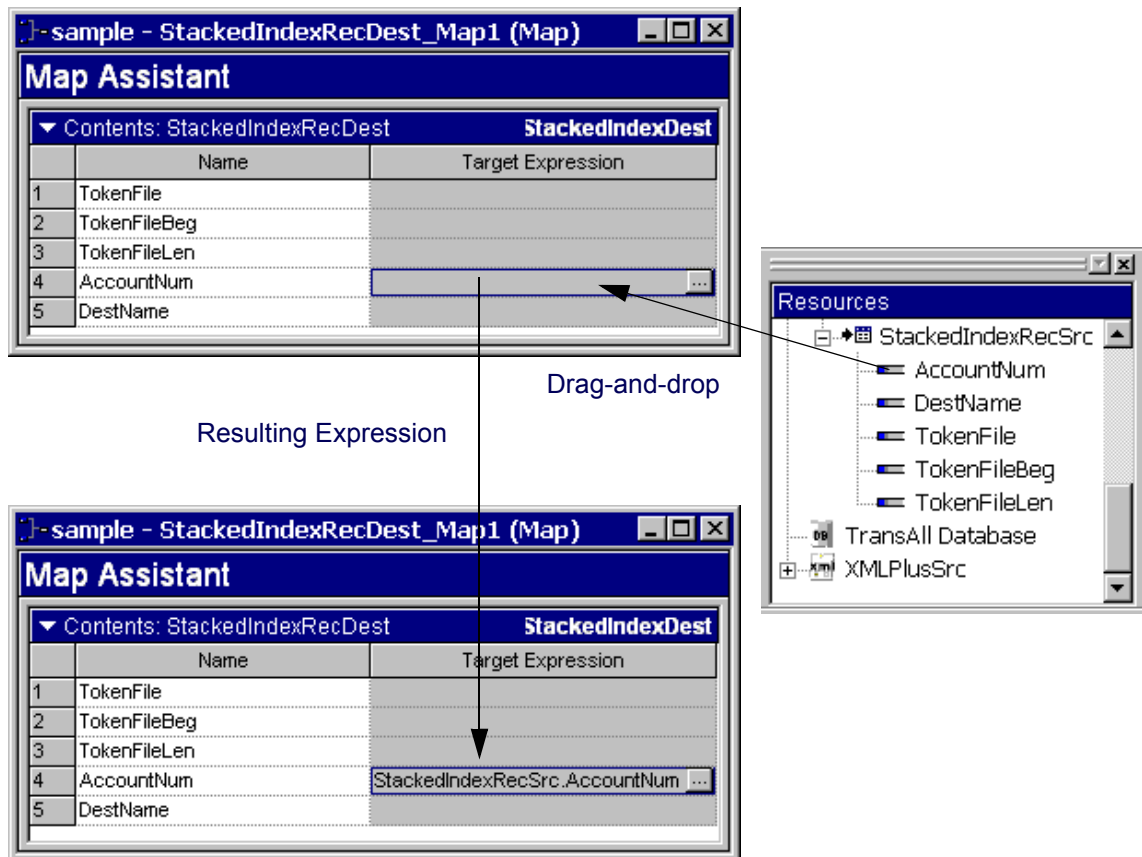 sample - StackedIndexRecDest_Map1 (Map)
Map Assistant
Contents: StackedIndexRecDest StackedIndexDest
Name Target Expression
1 TokenFile
2 TokenFileBeg
3 TokenFileLen
4 AccountNum ...
5 DestName
Resources
StackedIndexRecSrc
AccountNum
DestName
TokenFile
TokenFileBeg
TokenFileLen
DB TransAll Database
xml XMLPlusSrc
Drag-and-drop
Resulting Expression
sample - StackedIndexRecDest_Map1 (Map)
Map Assistant
Contents: StackedIndexRecDest StackedIndexDest
Name Target Expression
1 TokenFile
2 TokenFileBeg
3 TokenFileLen
4 AccountNum StackedIndexRecSrc.AccountNum ...
5 DestName